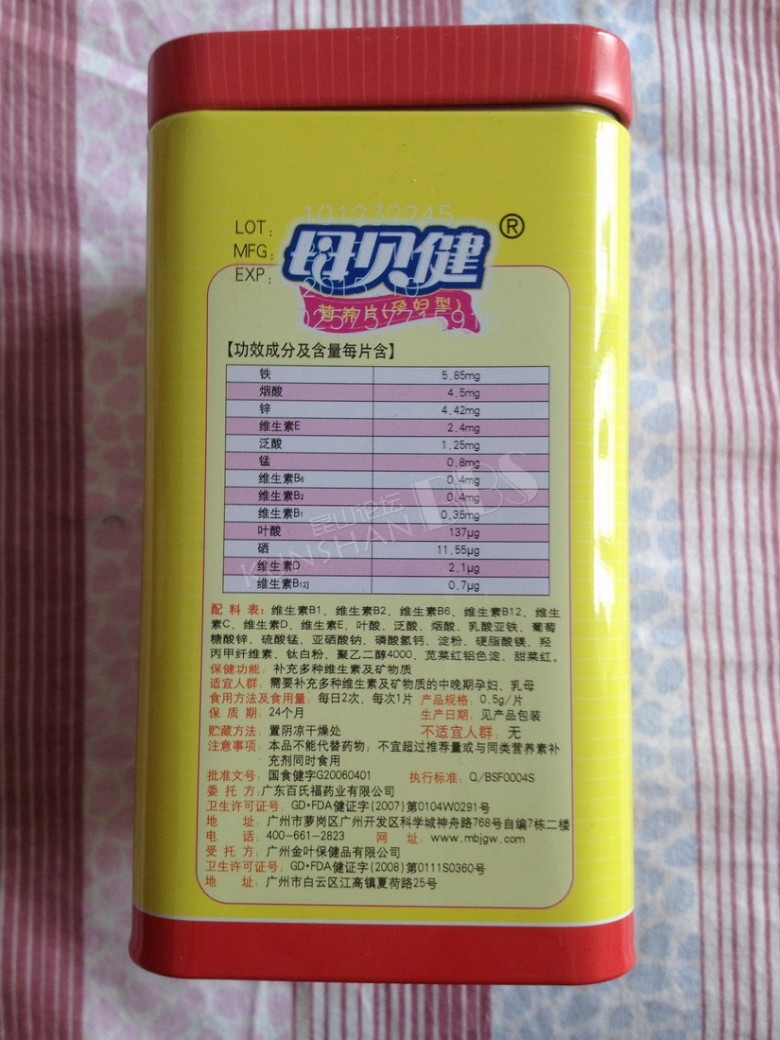 LOT:
MFG:
EXP:
101232245
母贝健®
营养片(孕妇型)
【功效成分及含量每片含】
铁 5.85mg
烟酸 4.5mg
锌 4.42mg
维生素E 2.4mg
泛酸 1.25mg
锰 0.8mg
维生素B6 0.4mg
维生素B2 0.4mg
维生素B1 0.35mg
叶酸 137μg
硒 11.55μg
维生素D 2.1μg
维生素B12] 0.7μg
昆山论坛
KUNSHAN BBS
配料表:维生素B1、维生素B2、维生素B6、维生素B12、维生
素C、维生素D、维生素E、叶酸、泛酸、烟酸、乳酸亚铁、葡萄
糖酸锌、硫酸锰、亚硒酸钠、磷酸氢钙、淀粉、硬脂酸镁、羟
丙甲纤维素、钛白粉、聚乙二醇4000、苋菜红铝色淀、甜菜红。
保健功能:补充多种维生素及矿物质
适宜人群:需要补充多种维生素及矿物质的中晚期孕妇、乳母
食用方法及食用量:每日2次,每次1片 产品规格:0.5g/片
保质期:24个月 生产日期:见产品包装
贮藏方法:置阴凉干燥处 不适宜人群:无
注意事项:本品不能代替药物;不宜超过推荐量或与同类营养素补
充剂同时食用
批准文号:国食健字G20060401 执行标准:Q/BSF0004S
委托方:广东百氏福药业有限公司
卫生许可证号:GD·FDA健证字(2007)第0104W0291号
地址:广州市萝岗区广州开发区科学城神舟路768号自编7栋二楼
电话:400-661-2823 网址:www.mbjgw.com
受托方:广州金叶保健品有限公司
卫生许可证号:GD·FDA健证字(2008)第0111S0360号
地址:广州市白云区江高镇夏荷路25号